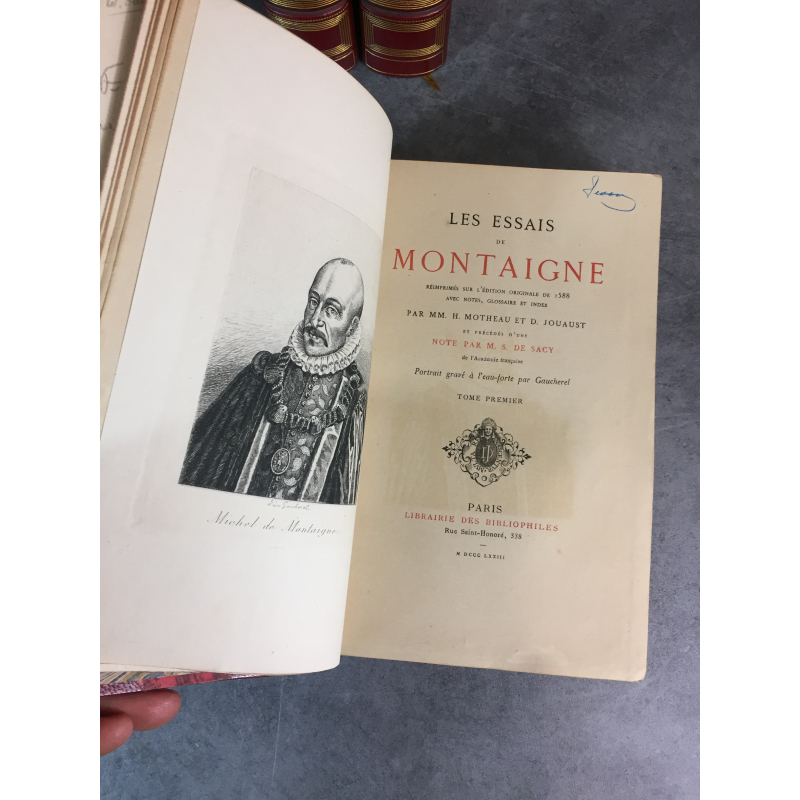 Michel de Montaigne
LES ESSAIS
DE
MONTAIGNE
RÉIMPRIMÉS SUR L'ÉDITION ORIGINALE DE 1588
AVEC NOTES, GLOSSAIRE ET INDEX
PAR MM. H. MOTHEAU ET D. JOUAUST
ET PRÉCÉDÉS D'UNE
NOTE PAR M. S. DE SACY
de l'Académie française
Portrait gravé à l'eau-forte par Gaucherel
TOME PREMIER
PARIS
LIBRAIRIE DES BIBLIOPHILES
Rue Saint-Honoré, 338
M DCCC LXXIII